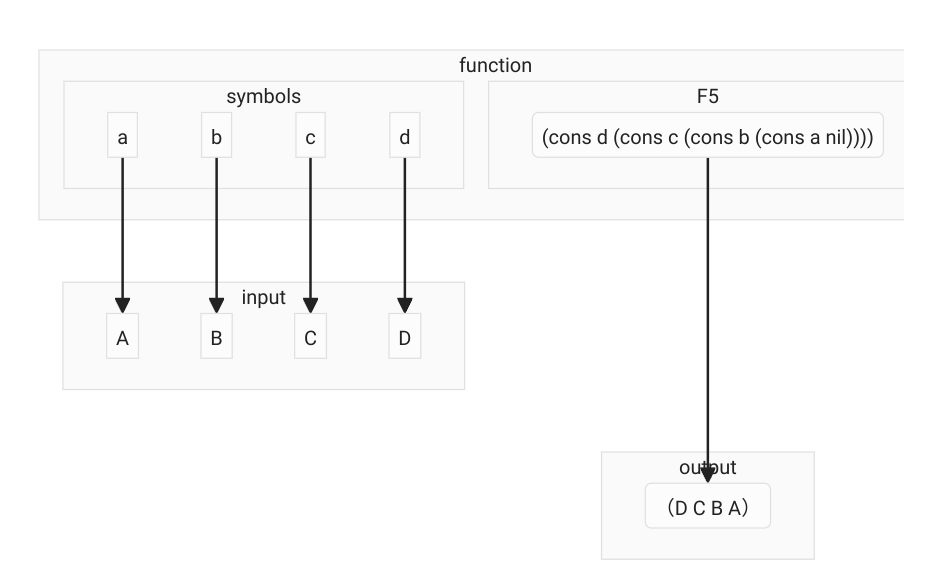 function
symbols
F5
a b c d
(cons d (cons c (cons b (cons a nil))))
input
A B C D
output
（D C B A）